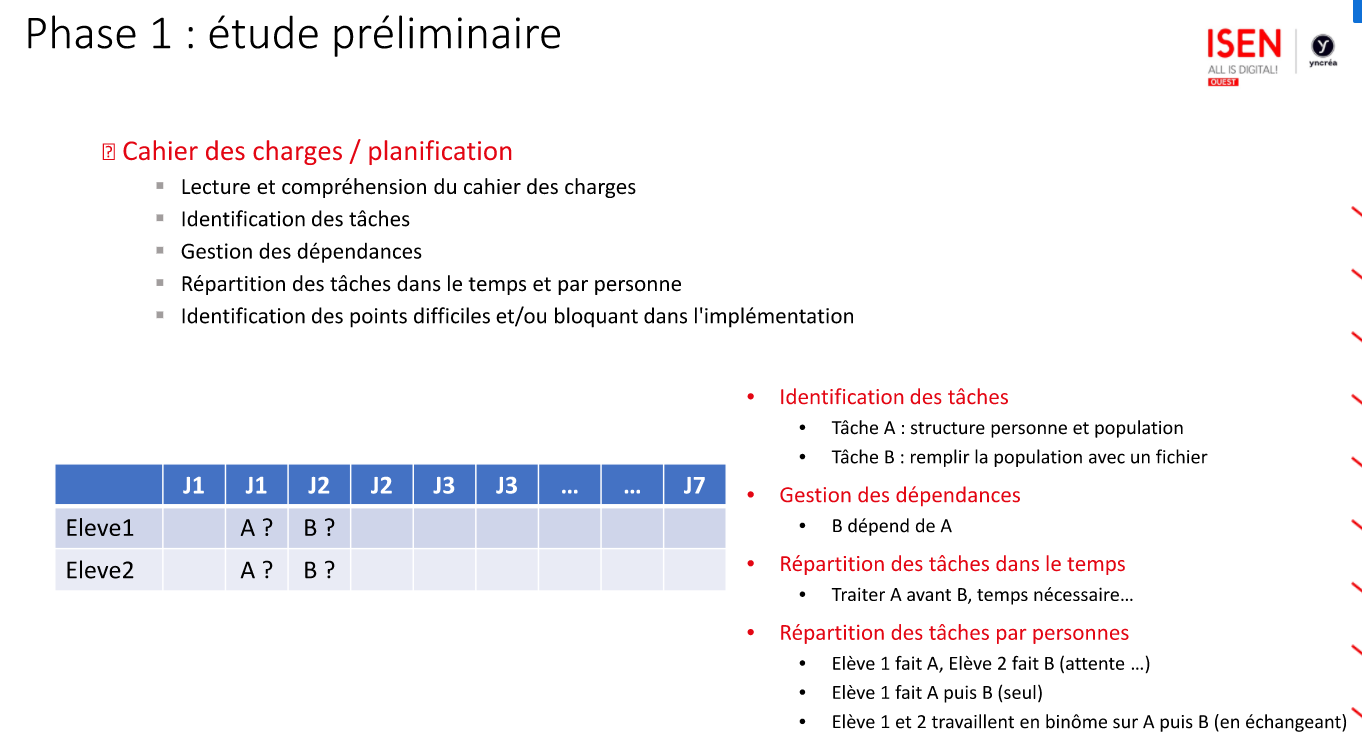 Phase 1 : étude préliminaire
ISEN
ALL IS DIGITAL!
OUEST
yncréa
Cahier des charges / planification
Lecture et compréhension du cahier des charges
Identification des tâches
Gestion des dépendances
Répartition des tâches dans le temps et par personne
Identification des points difficiles et/ou bloquant dans l'implémentation
J1 J1 J2 J2 J3 J3 ... ... J7
Eleve1 A ? B ?
Eleve2 A ? B ?
• Identification des tâches
• Tâche A : structure personne et population
• Tâche B : remplir la population avec un fichier
• Gestion des dépendances
• B dépend de A
• Répartition des tâches dans le temps
• Traiter A avant B, temps nécessaire...
• Répartition des tâches par personnes
• Elève 1 fait A, Elève 2 fait B (attente ...)
• Elève 1 fait A puis B (seul)
• Elève 1 et 2 travaillent en binôme sur A puis B (en échangeant)